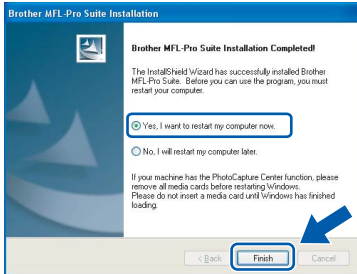 Brother MFL-Pro Suite Installation
Brother MFL-Pro Suite Installation Completed!
The InstallShield Wizard has successfully installed Brother
MFL-Pro Suite. Before you can use the program, you must
restart your computer.
Yes, I want to restart my computer now.
No, I will restart my computer later.
If your machine has the PhotoCapture Center function, please
remove all media cards before restarting Windows.
Please do not insert a media card until Windows has finished
loading.
< Back
Finish
Cancel